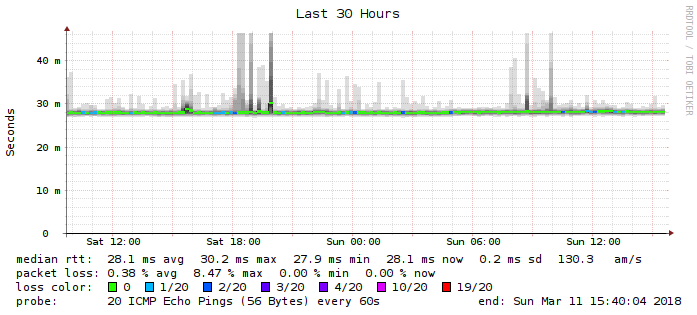 Last 30 Hours
RRDTOOL / TOBI OETIKER
Seconds
40 m
30 m
20 m
10 m
0
Sat 12:00 Sat 18:00 Sun 00:00 Sun 06:00 Sun 12:00
median rtt: 28.1 ms avg 30.2 ms max 27.9 ms min 28.1 ms now 0.2 ms sd 130.3 am/s
packet loss: 0.38 % avg 8.47 % max 0.00 % min 0.00 % now
loss color: 0 1/20 2/20 3/20 4/20 10/20 19/20
probe: 20 ICMP Echo Pings (56 Bytes) every 60s end: Sun Mar 11 15:40:04 2018